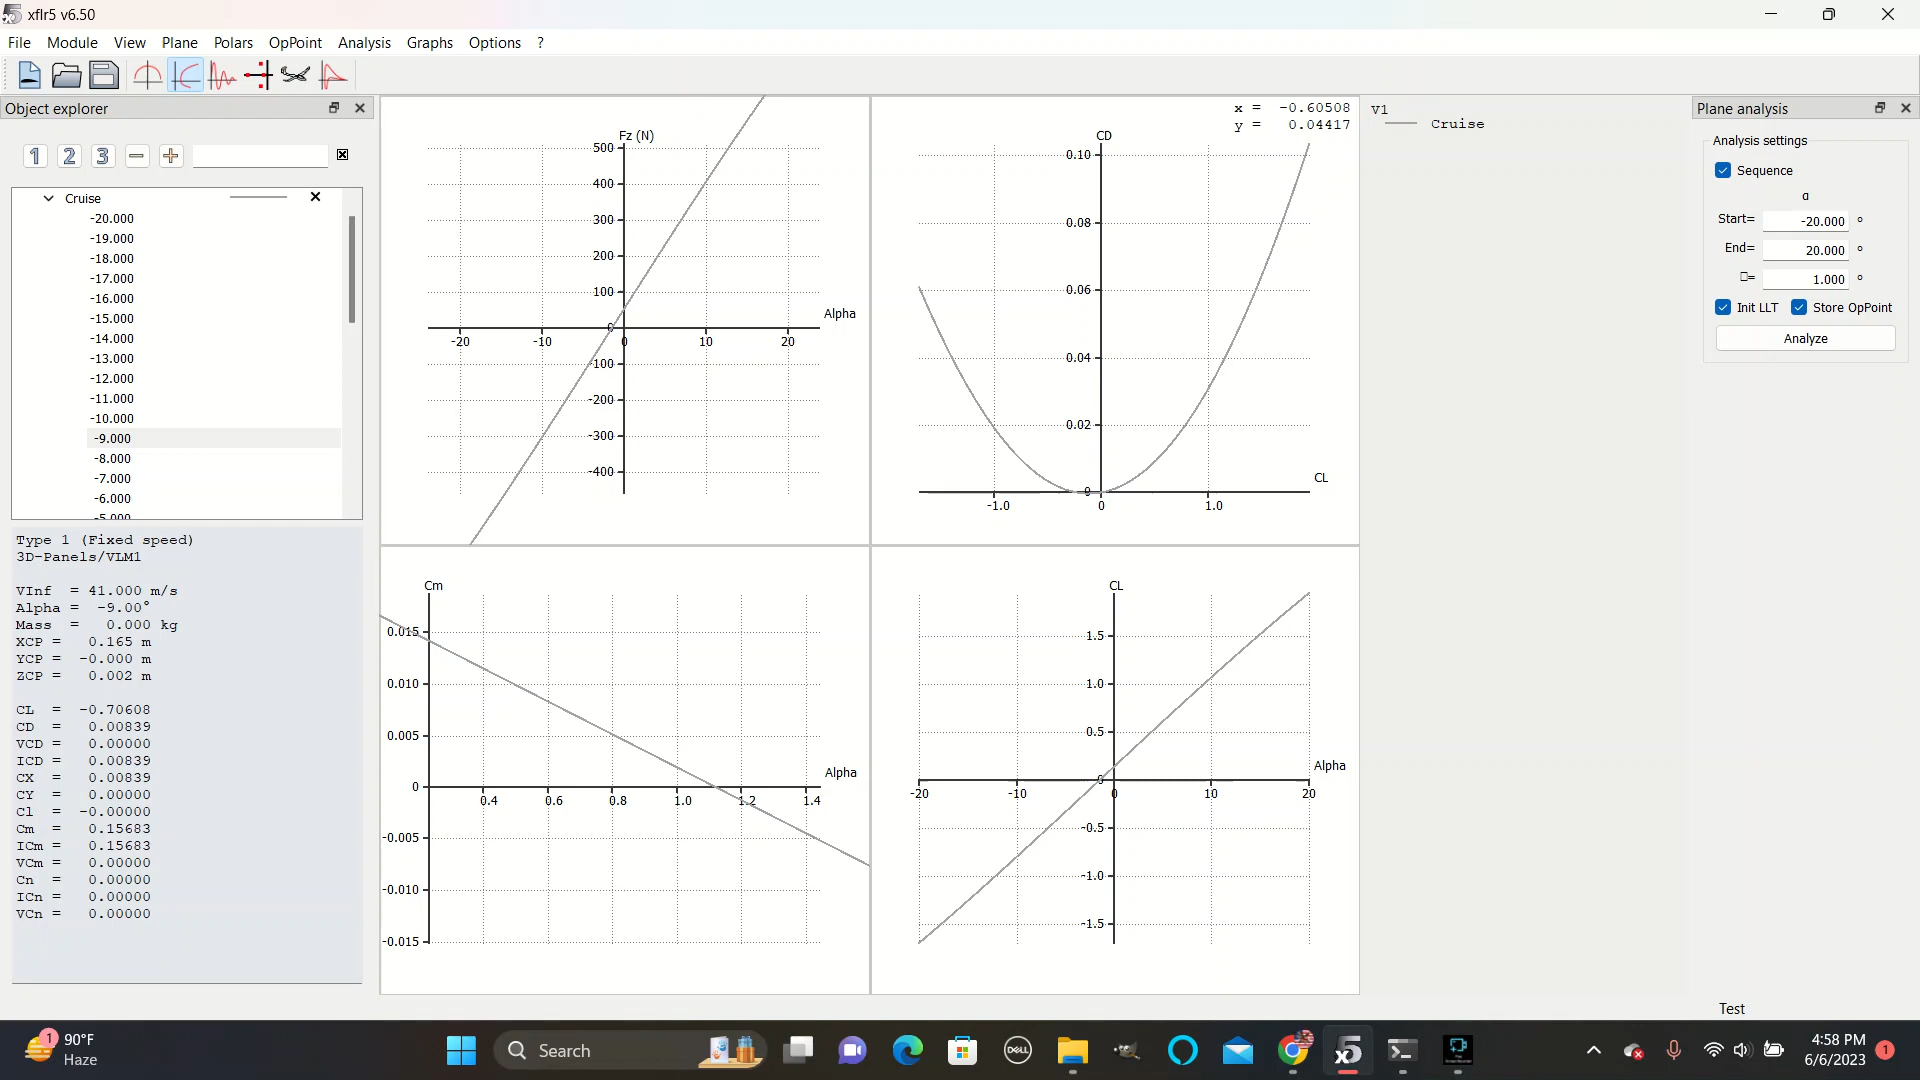 xflr5 v6.50
File Module View Plane Polars OpPoint Analysis Graphs Options ?
Object explorer
1 2 3
Cruise
-20.000
-19.000
-18.000
-17.000
-16.000
-15.000
-14.000
-13.000
-12.000
-11.000
-10.000
-9.000
-8.000
-7.000
-6.000
-5.000
Type 1 (Fixed speed)
3D-Panels/VLM1
VInf = 41.000 m/s
Alpha = -9.00°
Mass = 0.000 kg
XCP = 0.165 m
YCP = -0.000 m
ZCP = 0.002 m
CL = -0.70608
CD = 0.00839
VCD = 0.00000
ICD = 0.00839
CX = 0.00839
CY = 0.00000
Cl = -0.00000
Cm = 0.15683
ICm = 0.15683
VCm = 0.00000
Cn = 0.00000
ICn = 0.00000
VCn = 0.00000
Fz (N)
500
400
300
200
100
0
-100
-200
-300
-400
-20 -10 0 10 20
Alpha
x = -0.60508
y = 0.04417
CD
0.10
0.08
0.06
0.04
0.02
0
-1.0 0 1.0
CL
Cm
0.015
0.010
0.005
0
-0.005
-0.010
-0.015
0.4 0.6 0.8 1.0 1.2 1.4
Alpha
CL
1.5
1.0
0.5
0
-0.5
-1.0
-1.5
-20 -10 0 10 20
Alpha
V1
Cruise
Plane analysis
Analysis settings
Sequence
α
Start= -20.000 °
End= 20.000 °
□= 1.000 °
Init LLT Store OpPoint
Analyze
Test
1
90°F
Haze
Search
DELL
x5
4:58 PM
6/6/2023
1